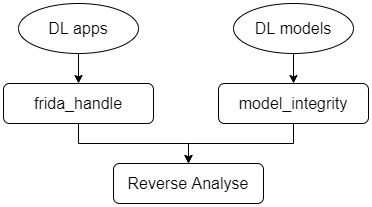 DL apps
DL models
frida_handle
model_integrity
Reverse Analyse